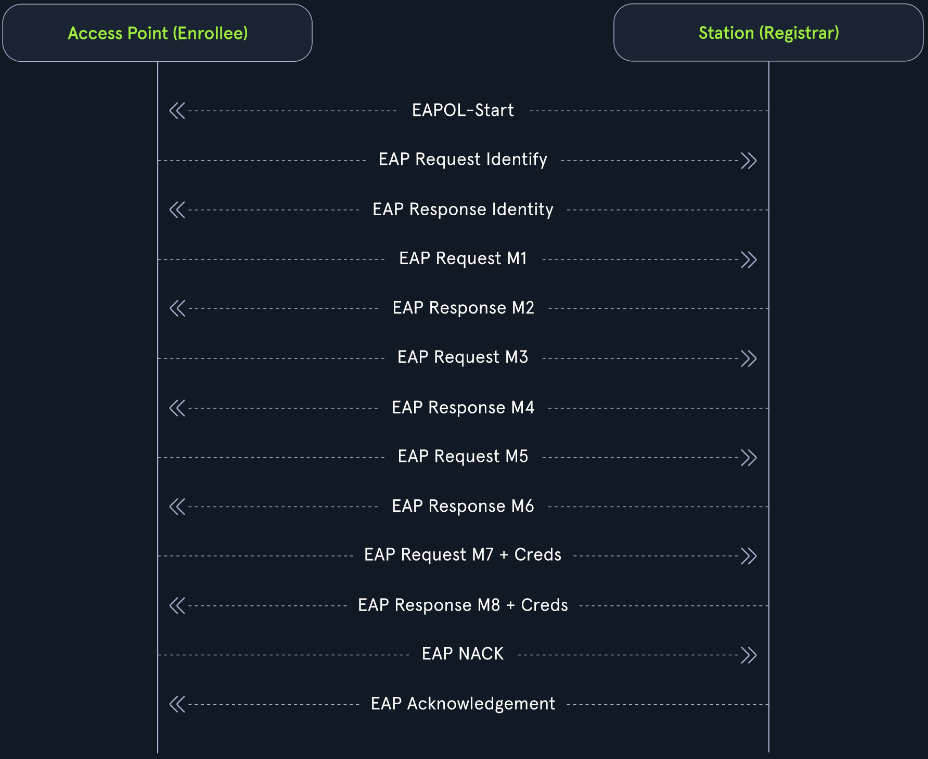 Access Point (Enrollee)
Station (Registrar)
EAPOL-Start
EAP Request Identify
EAP Response Identity
EAP Request M1
EAP Response M2
EAP Request M3
EAP Response M4
EAP Request M5
EAP Response M6
EAP Request M7 + Creds
EAP Response M8 + Creds
EAP NACK
EAP Acknowledgement